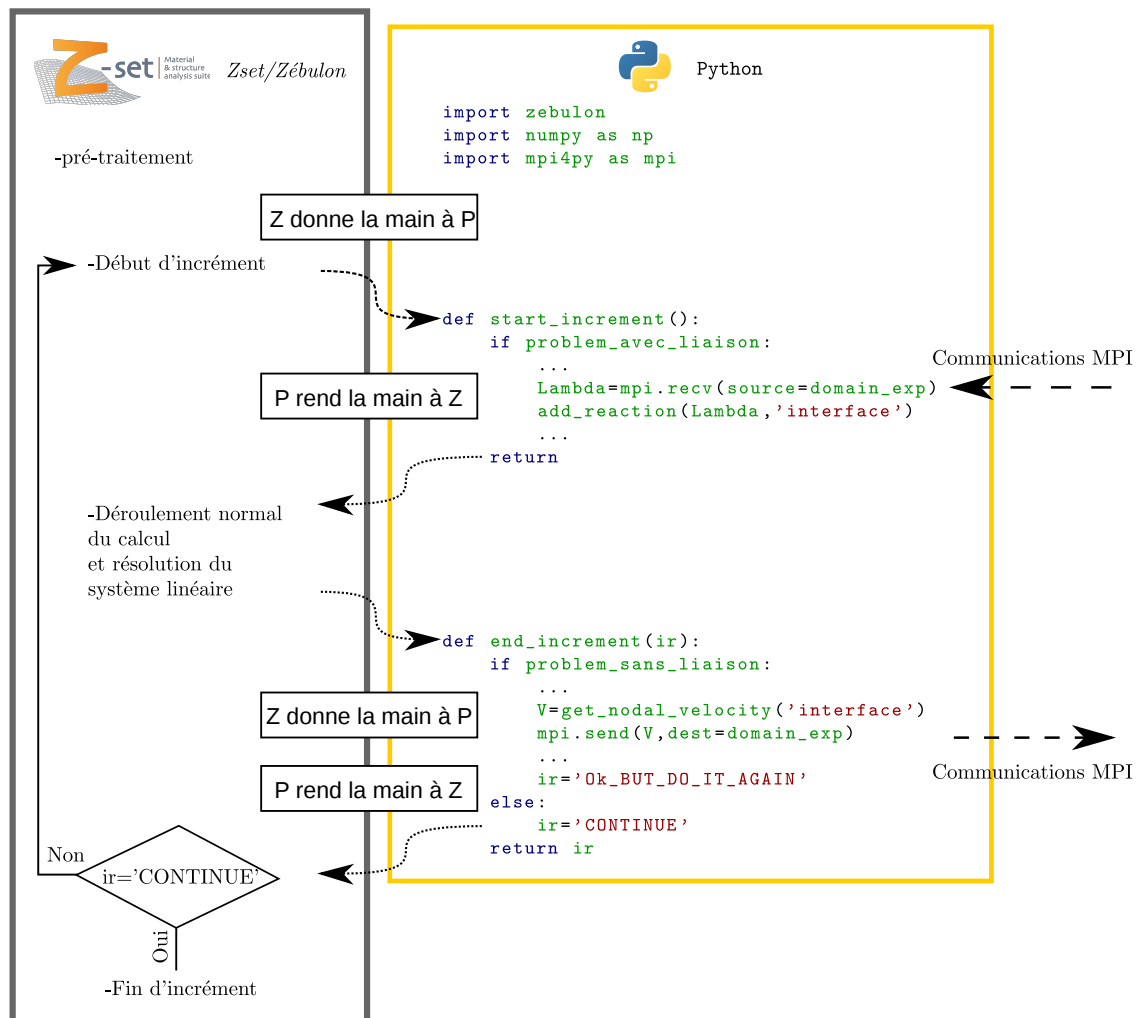 Z-set
Material
& structure
analysis suite
Zset/Zébulon
-pré-traitement
Python
import zebulon
import numpy as np
import mpi4py as mpi
Z donne la main à P
-Début d'incrément
def start_increment():
if problem_avec_liaison:
...
Lambda=mpi.recv(source=domain_exp)
add_reaction(Lambda,'interface')
...
return
Communications MPI
P rend la main à Z
-Déroulement normal
du calcul
et résolution du
système linéaire
def end_increment(ir):
if problem_sans_liaison:
...
V=get_nodal_velocity('interface')
mpi.send(V,dest=domain_exp)
...
ir='Ok_BUT_DO_IT_AGAIN'
else:
ir='CONTINUE'
return ir
Communications MPI
Z donne la main à P
P rend la main à Z
Non
ir='CONTINUE'
Oui
-Fin d'incrément